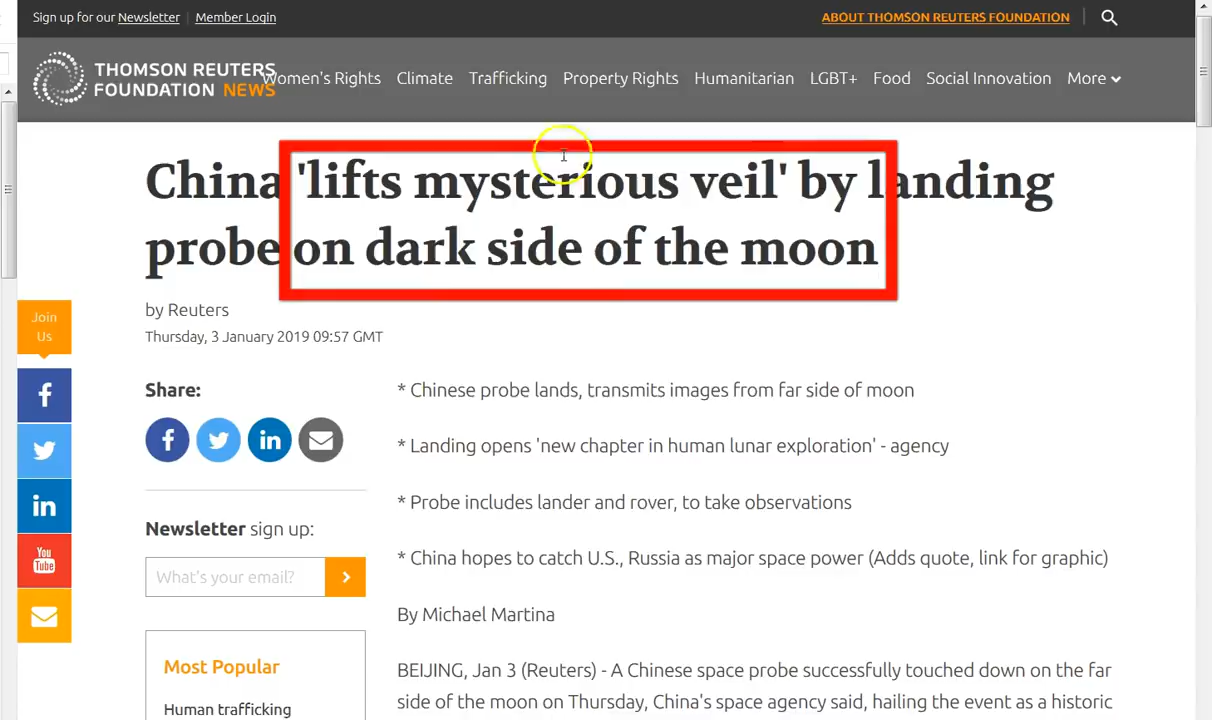 Sign up for our Newsletter | Member Login
ABOUT THOMSON REUTERS FOUNDATION
THOMSON REUTERS
FOUNDATION NEWS
Women's Rights Climate Trafficking Property Rights Humanitarian LGBT+ Food Social Innovation More
China 'lifts mysterious veil' by landing
probe on dark side of the moon
by Reuters
Thursday, 3 January 2019 09:57 GMT
Join
Us
Share:
* Chinese probe lands, transmits images from far side of moon
* Landing opens 'new chapter in human lunar exploration' - agency
* Probe includes lander and rover, to take observations
* China hopes to catch U.S., Russia as major space power (Adds quote, link for graphic)
By Michael Martina
BEIJING, Jan 3 (Reuters) - A Chinese space probe successfully touched down on the far
side of the moon on Thursday, China's space agency said, hailing the event as a historic
Newsletter sign up:
What's your email?
You
Tube
Most Popular
Human trafficking